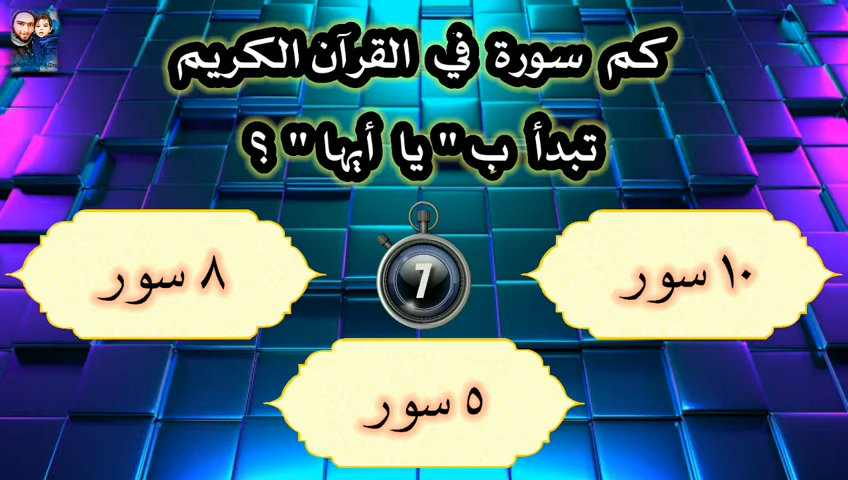 كم سورة في القرآن الكريم
تبدأ ب "يا أيها" ؟
١٠ سور
7
٨ سور
٥ سور